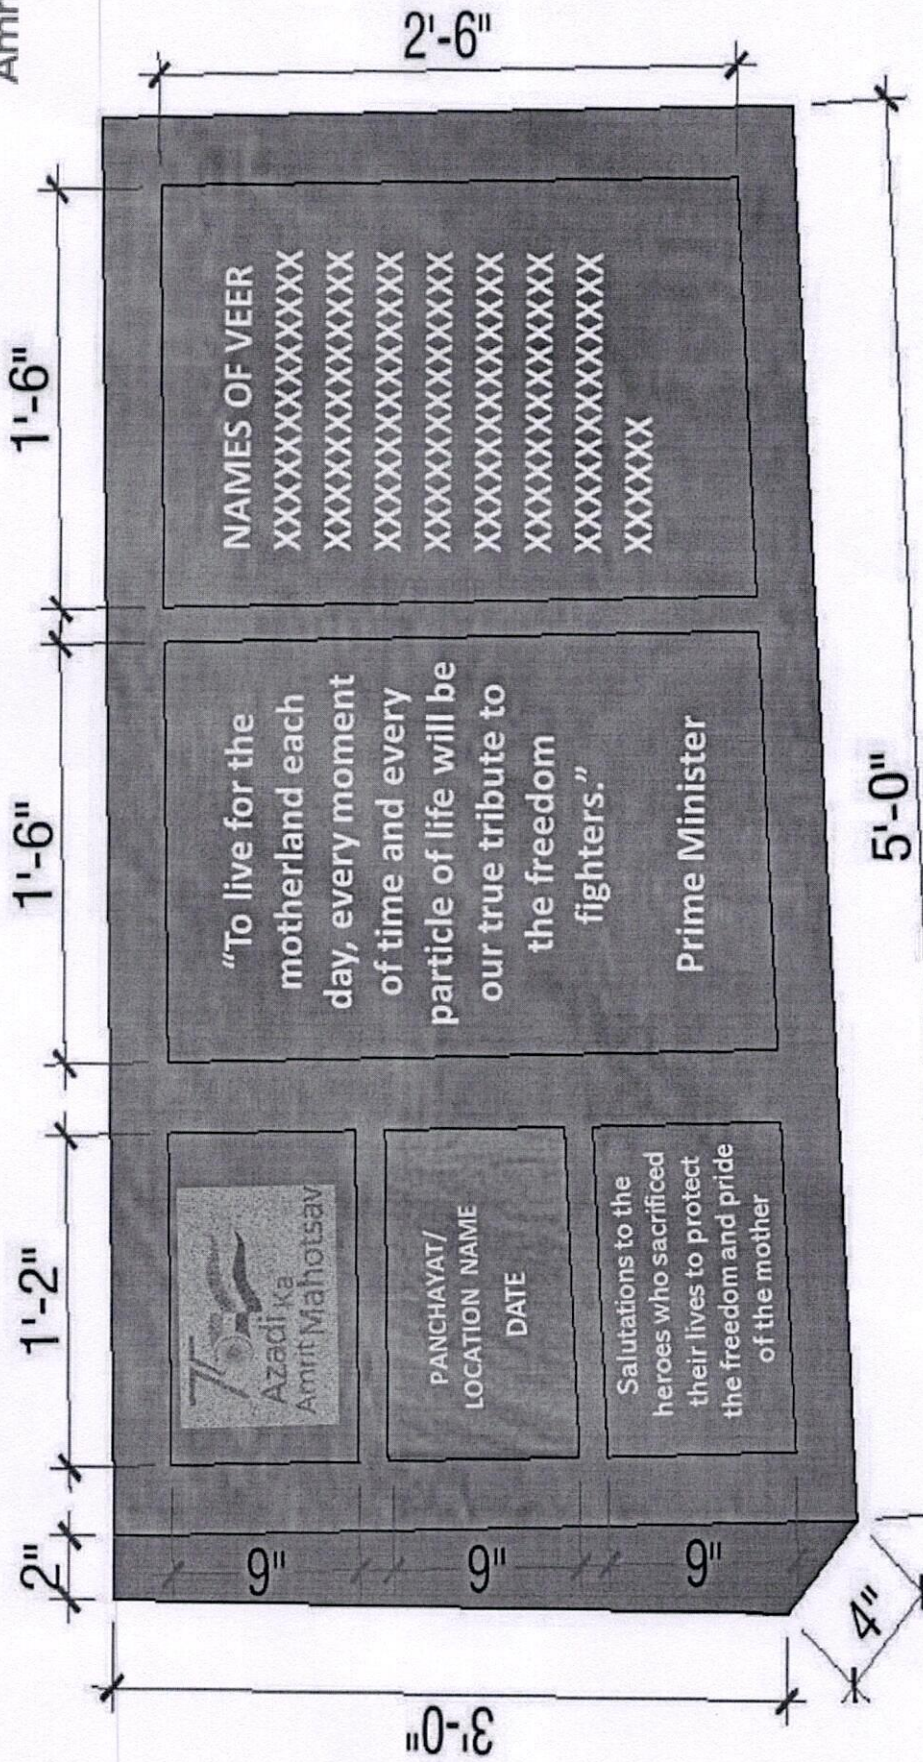 Amr
2"
1'-2"
1'-6"
1'-6"
3'-0"
9"
9"
9"
4"
5'-0"
2'-6"
75
Azadi Ka
Amrit Mahotsav
PANCHAYAT/
LOCATION NAME
DATE
Salutations to the
heroes who sacrificed
their lives to protect
the freedom and pride
of the mother
“To live for the
motherland each
day, every moment
of time and every
particle of life will be
our true tribute to
the freedom
fighters.”
Prime Minister
NAMES OF VEER
XXXXXXXXXXXXXX
XXXXXXXXXXXXXX
XXXXXXXXXXXXXX
XXXXXXXXXXXXXX
XXXXXXXXXXXXXX
XXXXXXXXXXXXXX
XXXXXXXXXXXXXX
XXXXXX